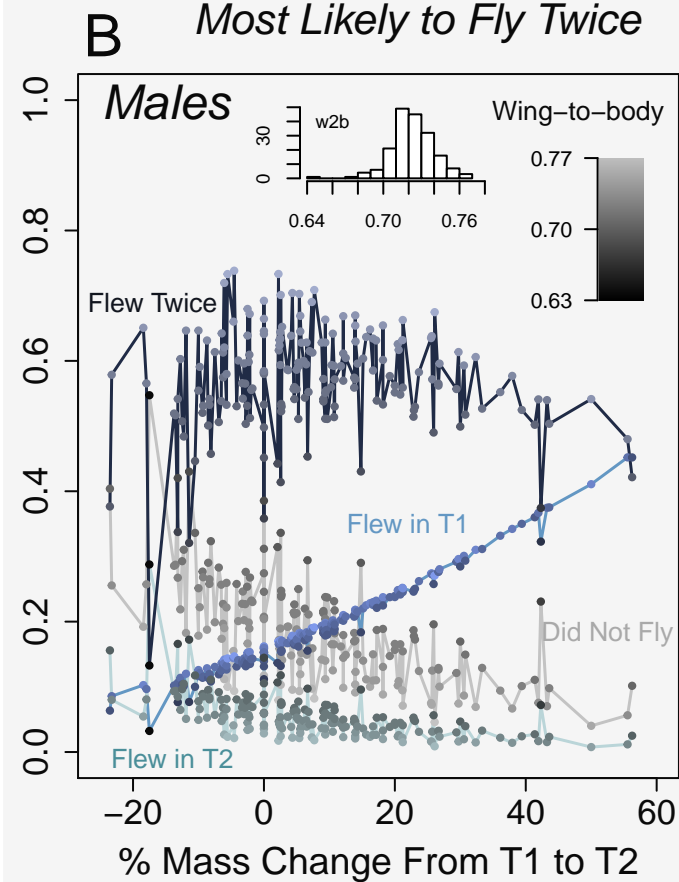 B
Most Likely to Fly Twice
Males
Wing−to−body
w2b
0 30
0.64 0.70 0.76
0.77
0.70
0.63
Flew Twice
Flew in T1
Did Not Fly
Flew in T2
0.0 0.2 0.4 0.6 0.8 1.0
−20 0 20 40 60
% Mass Change From T1 to T2